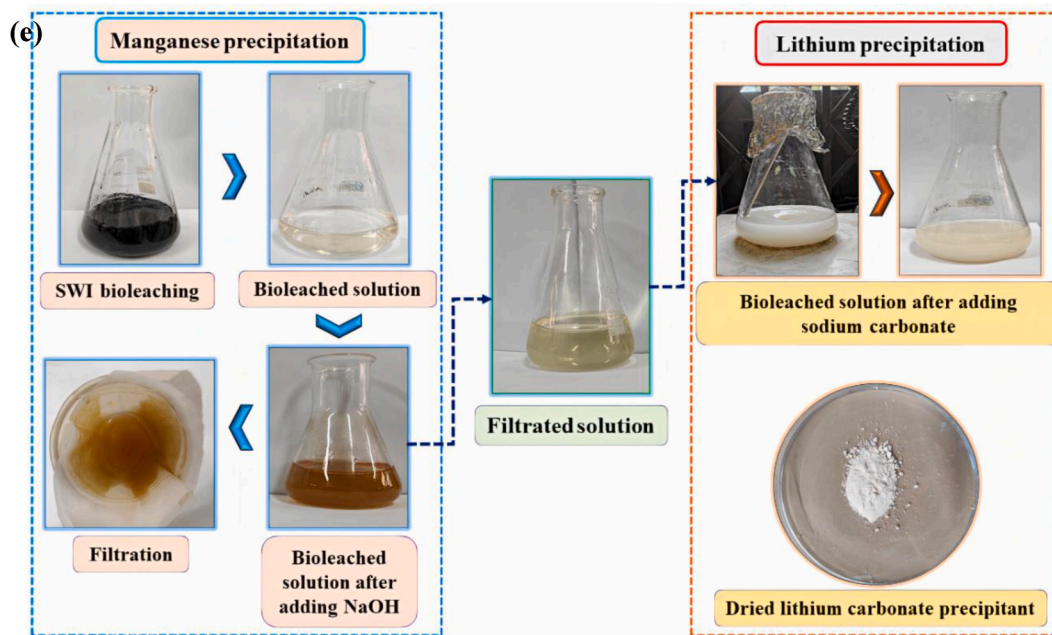 (e)
Manganese precipitation
SWI bioleaching
Bioleached solution
Filtration
Bioleached
solution after
adding NaOH
Filtrated solution
Lithium precipitation
Bioleached solution after adding
sodium carbonate
Dried lithium carbonate precipitant